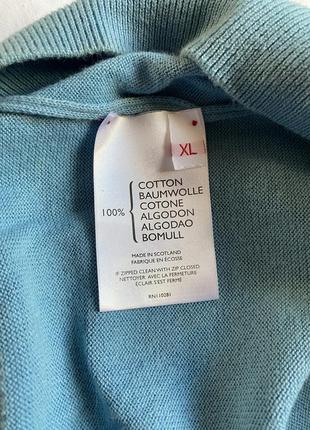 XL
100%
COTTON
BAUMWOLLE
COTONE
ALGODON
ALGODAO
BOMULL
MADE IN SCOTLAND
FABRIQUE EN ECOSSE
IF ZIPPED CLEAN WITH ZIP CLOSED
NETTOYER AVEC LA FERMETURE
ECLAIR S'EST FERMÉ
RN110281